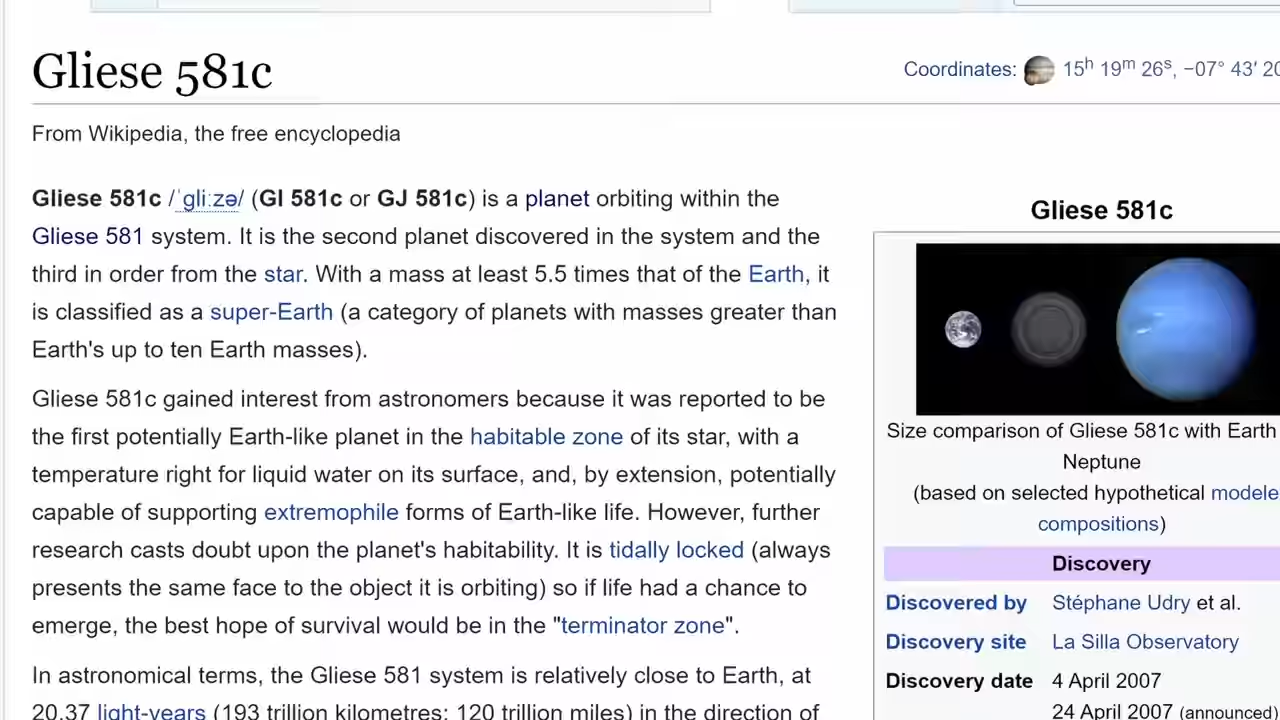 Gliese 581c
Coordinates: 15h 19m 26s, −07° 43′ 20
From Wikipedia, the free encyclopedia
Gliese 581c /ˈɡliːzə/ (Gl 581c or GJ 581c) is a planet orbiting within the
Gliese 581 system. It is the second planet discovered in the system and the
third in order from the star. With a mass at least 5.5 times that of the Earth, it
is classified as a super-Earth (a category of planets with masses greater than
Earth's up to ten Earth masses).
Gliese 581c gained interest from astronomers because it was reported to be
the first potentially Earth-like planet in the habitable zone of its star, with a
temperature right for liquid water on its surface, and, by extension, potentially
capable of supporting extremophile forms of Earth-like life. However, further
research casts doubt upon the planet's habitability. It is tidally locked (always
presents the same face to the object it is orbiting) so if life had a chance to
emerge, the best hope of survival would be in the "terminator zone".
In astronomical terms, the Gliese 581 system is relatively close to Earth, at
20.37 light-years (193 trillion kilometres; 120 trillion miles) in the direction of
Gliese 581c
Size comparison of Gliese 581c with Earth
Neptune
(based on selected hypothetical modele
compositions)
Discovery
Discovered by Stéphane Udry et al.
Discovery site La Silla Observatory
Discovery date 4 April 2007
24 April 2007 (announced)